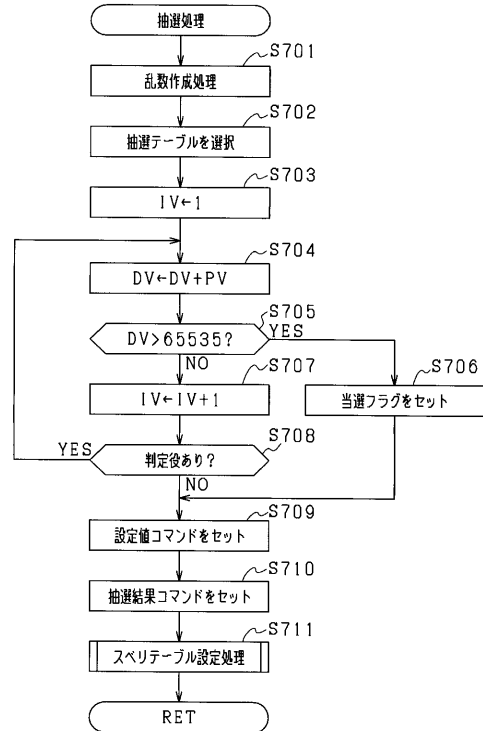 抽選処理
S701
乱数作成処理
S702
抽選テーブルを選択
S703
IV←1
S704
DV←DV+PV
S705
DV>65535?
YES
NO
S707
IV←IV+1
S706
当選フラグをセット
S708
YES
判定役あり?
NO
S709
設定値コマンドをセット
S710
抽選結果コマンドをセット
S711
スベリテーブル設定処理
RET